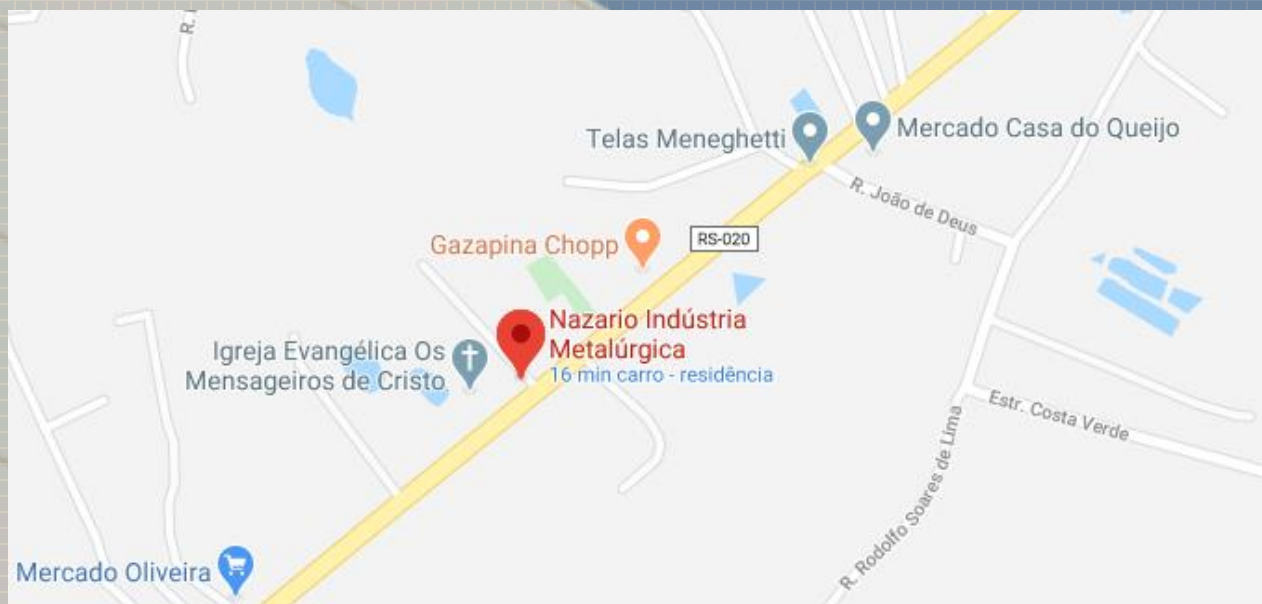 R.
Telas Meneghetti
Mercado Casa do Queijo
R. João de Deus
Gazapina Chopp
RS-020
Nazario Indústria
Metalúrgica
16 min carro - residência
Igreja Evangélica Os
Mensageiros de Cristo
Estr. Costa Verde
R. Rodolfo Soares de Lima
Mercado Oliveira